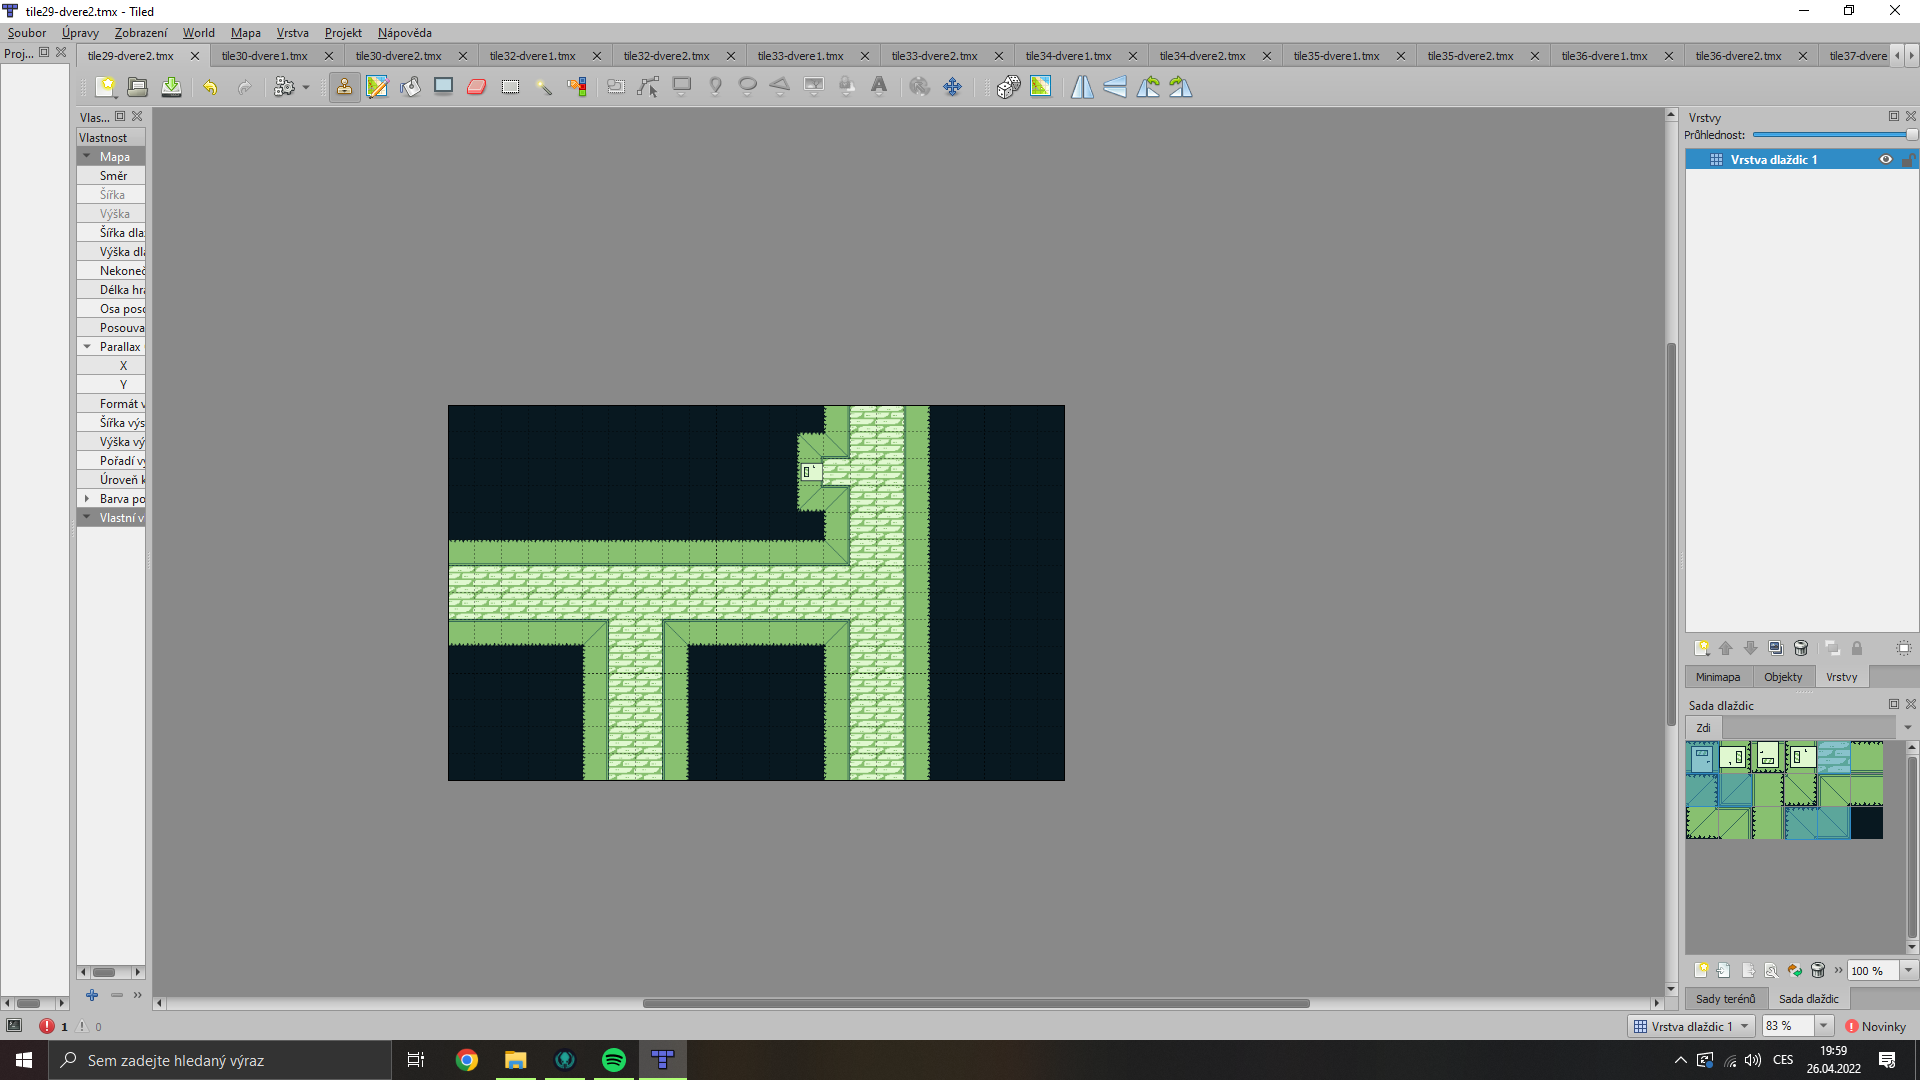 tile29-dvere2.tmx - Tiled
Soubor Úpravy Zobrazení World Mapa Vrstva Projekt Nápověda
Proj... tile29-dvere2.tmx tile30-dvere1.tmx tile30-dvere2.tmx tile32-dvere1.tmx tile32-dvere2.tmx tile33-dvere1.tmx tile33-dvere2.tmx tile34-dvere1.tmx tile34-dvere2.tmx tile35-dvere1.tmx tile35-dvere2.tmx tile36-dvere1.tmx tile36-dvere2.tmx tile37-dvere
Vlas...
Vlastnost
Mapa
Směr
Šířka
Výška
Šířka dla
Výška dl
Nekoneč
Délka hr
Osa poso
Posouva
Parallax
X
Y
Formát v
Šířka výs
Výška vý
Pořadí vy
Úroveň k
Barva po
Vlastní v
Vrstvy
Průhlednost:
Vrstva dlaždic 1
Minimapa Objekty Vrstvy
Sada dlaždic
Zdi
100 %
Sady terénů Sada dlaždic
1 0
Vrstva dlaždic 1 83 % Novinky
Sem zadejte hledaný výraz
CES
19:59
26.04.2022